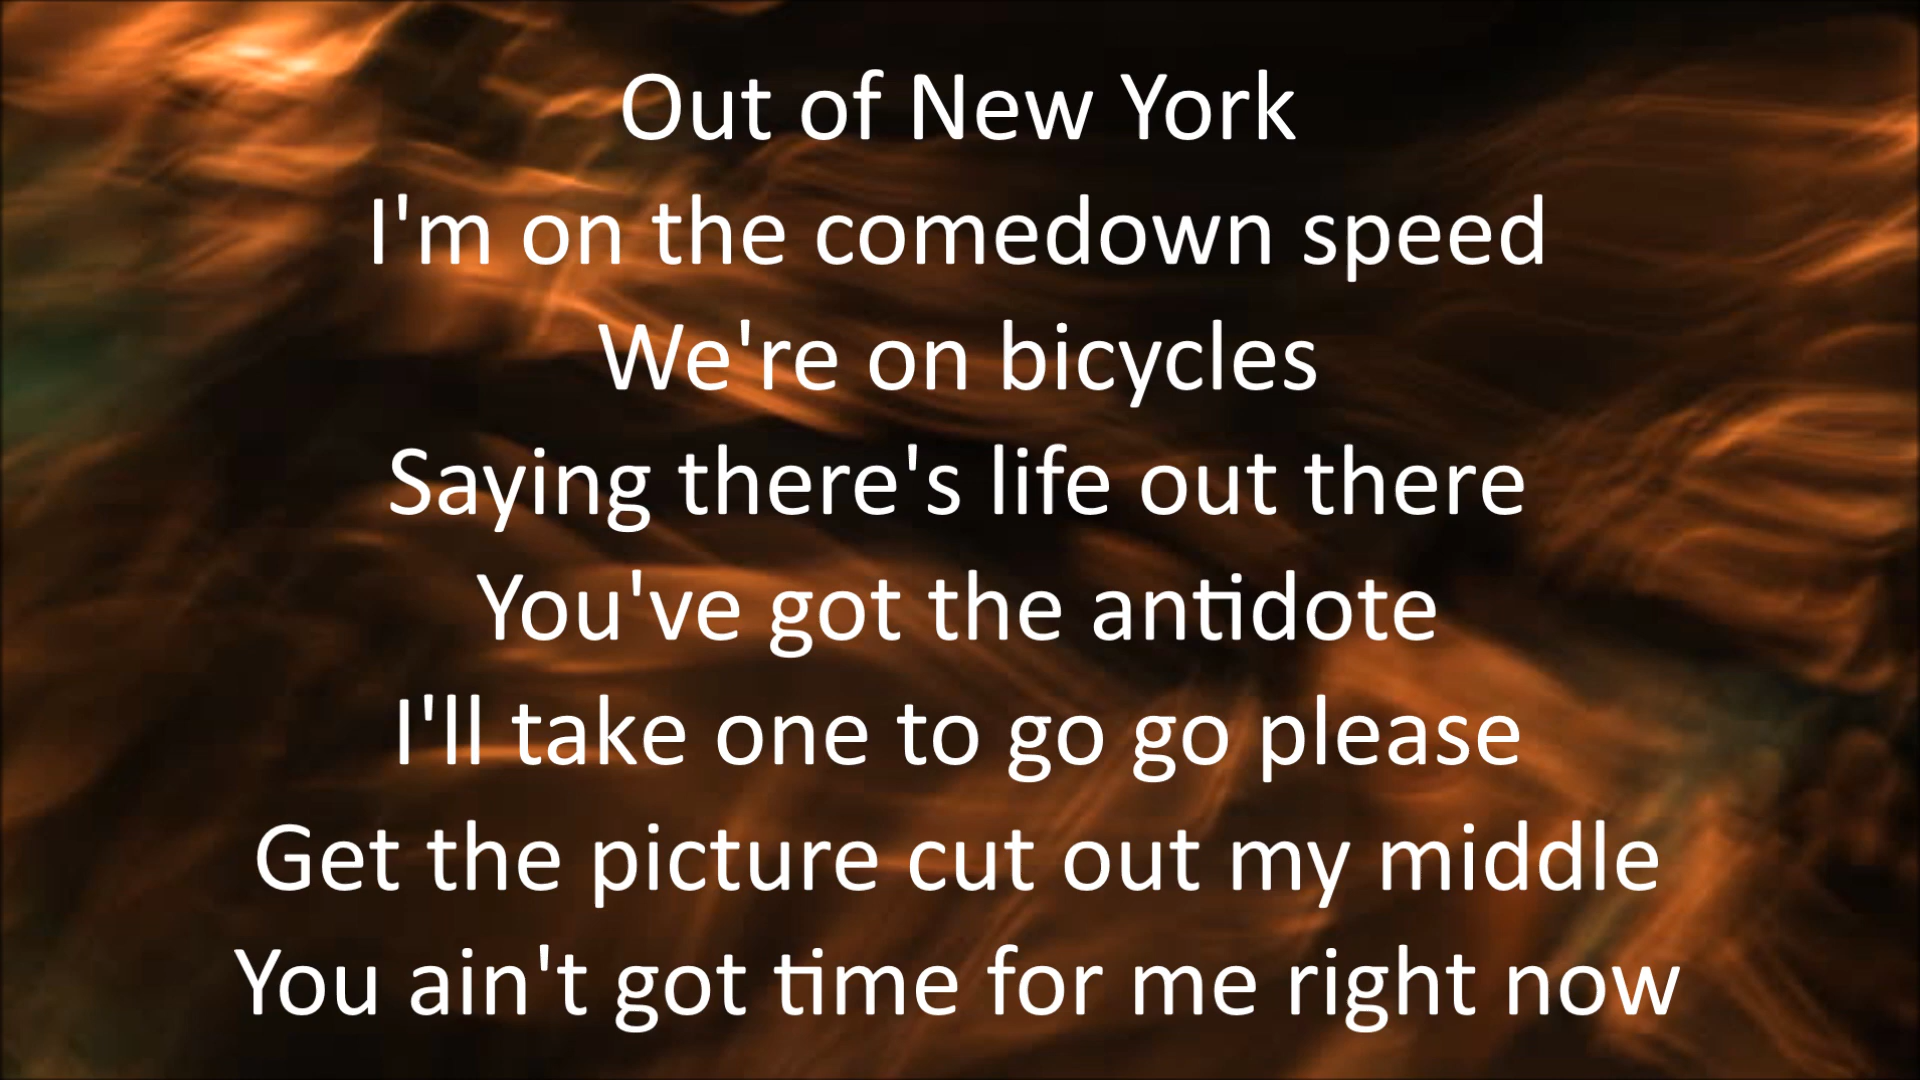 Out of New York
I'm on the comedown speed
We're on bicycles
Saying there's life out there
You've got the antidote
I'll take one to go go please
Get the picture cut out my middle
You ain't got time for me right now